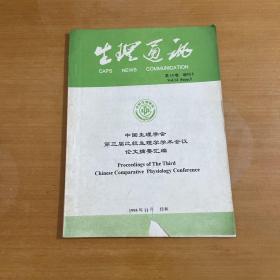 生理通讯
CAPS NEWS COMMUNICATION
中国生理学会
第三届比较生理学学术会议
论文摘要汇编
Proceedings of The Third
Chinese Comparative Physiology Conference